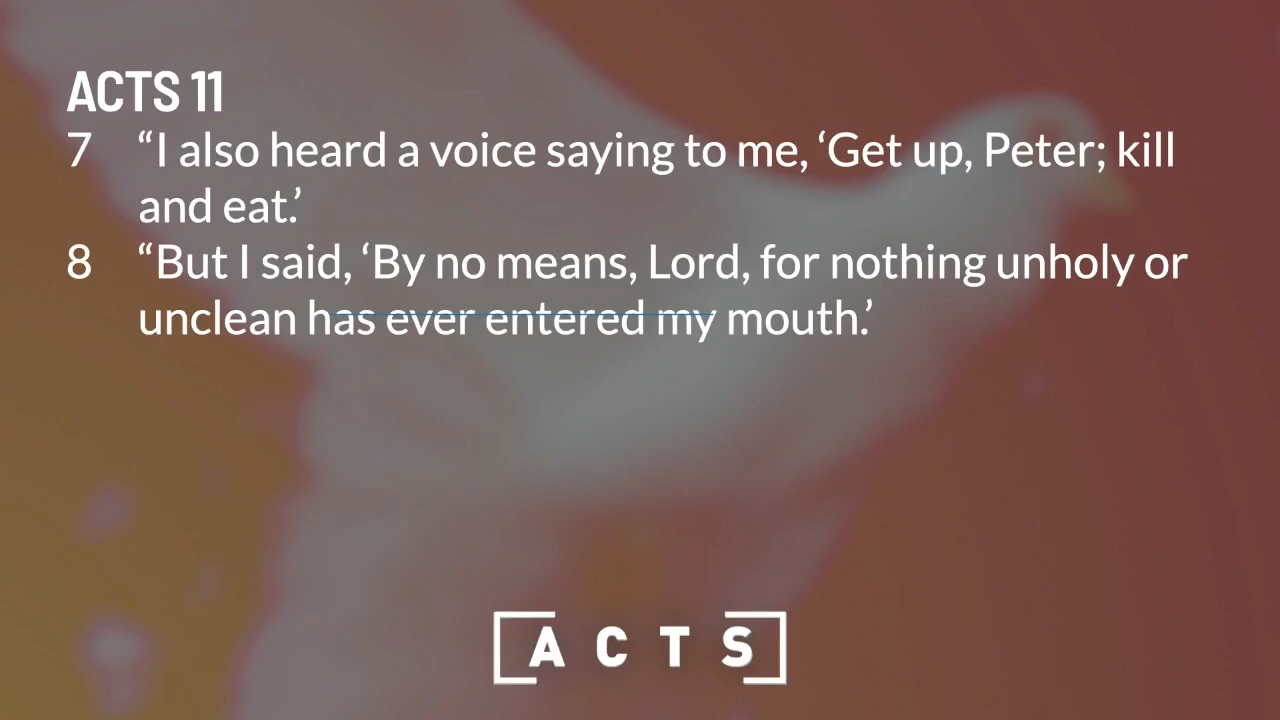 ACTS 11
7 “I also heard a voice saying to me, ‘Get up, Peter; kill
and eat.’
8 “But I said, ‘By no means, Lord, for nothing unholy or
unclean has ever entered my mouth.’
ACTS